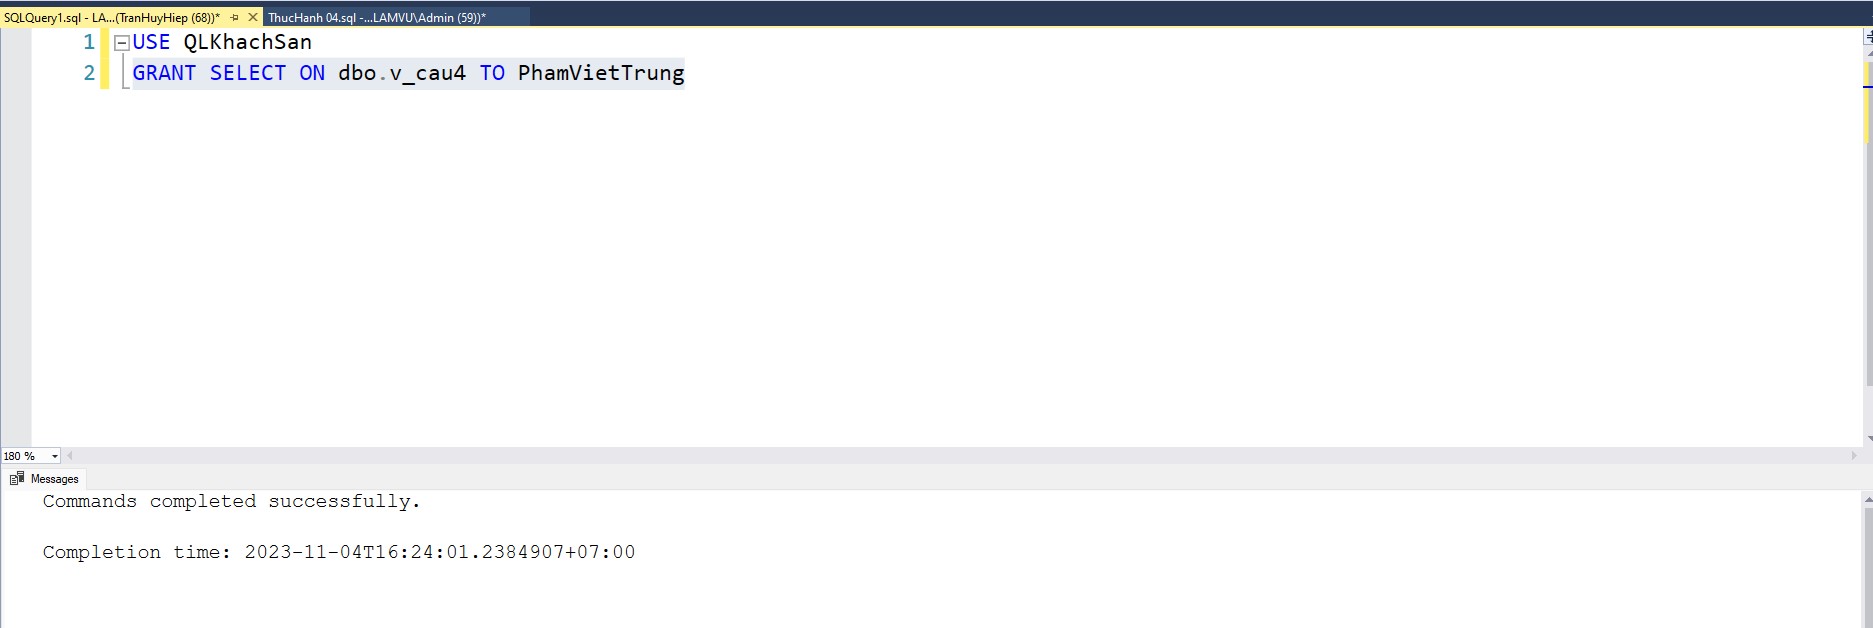 SQLQuery1.sql - LA...(TranHuyHiep (68))* ThucHanh 04.sql -...LAMVU\Admin (59))*
1 USE QLKhachSan
2 GRANT SELECT ON dbo.v_cau4 TO PhamVietTrung
180 %
Messages
Commands completed successfully.
Completion time: 2023-11-04T16:24:01.2384907+07:00